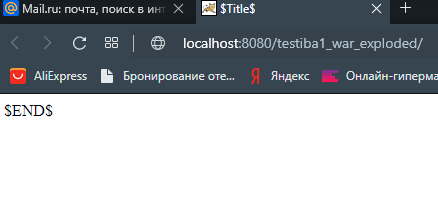 Mail.ru: почта, поиск в инт
$Title$
localhost:8080/testiba1_war_exploded/
AliExpress
Бронирование оте...
Яндекс
Онлайн-гиперма
$END$